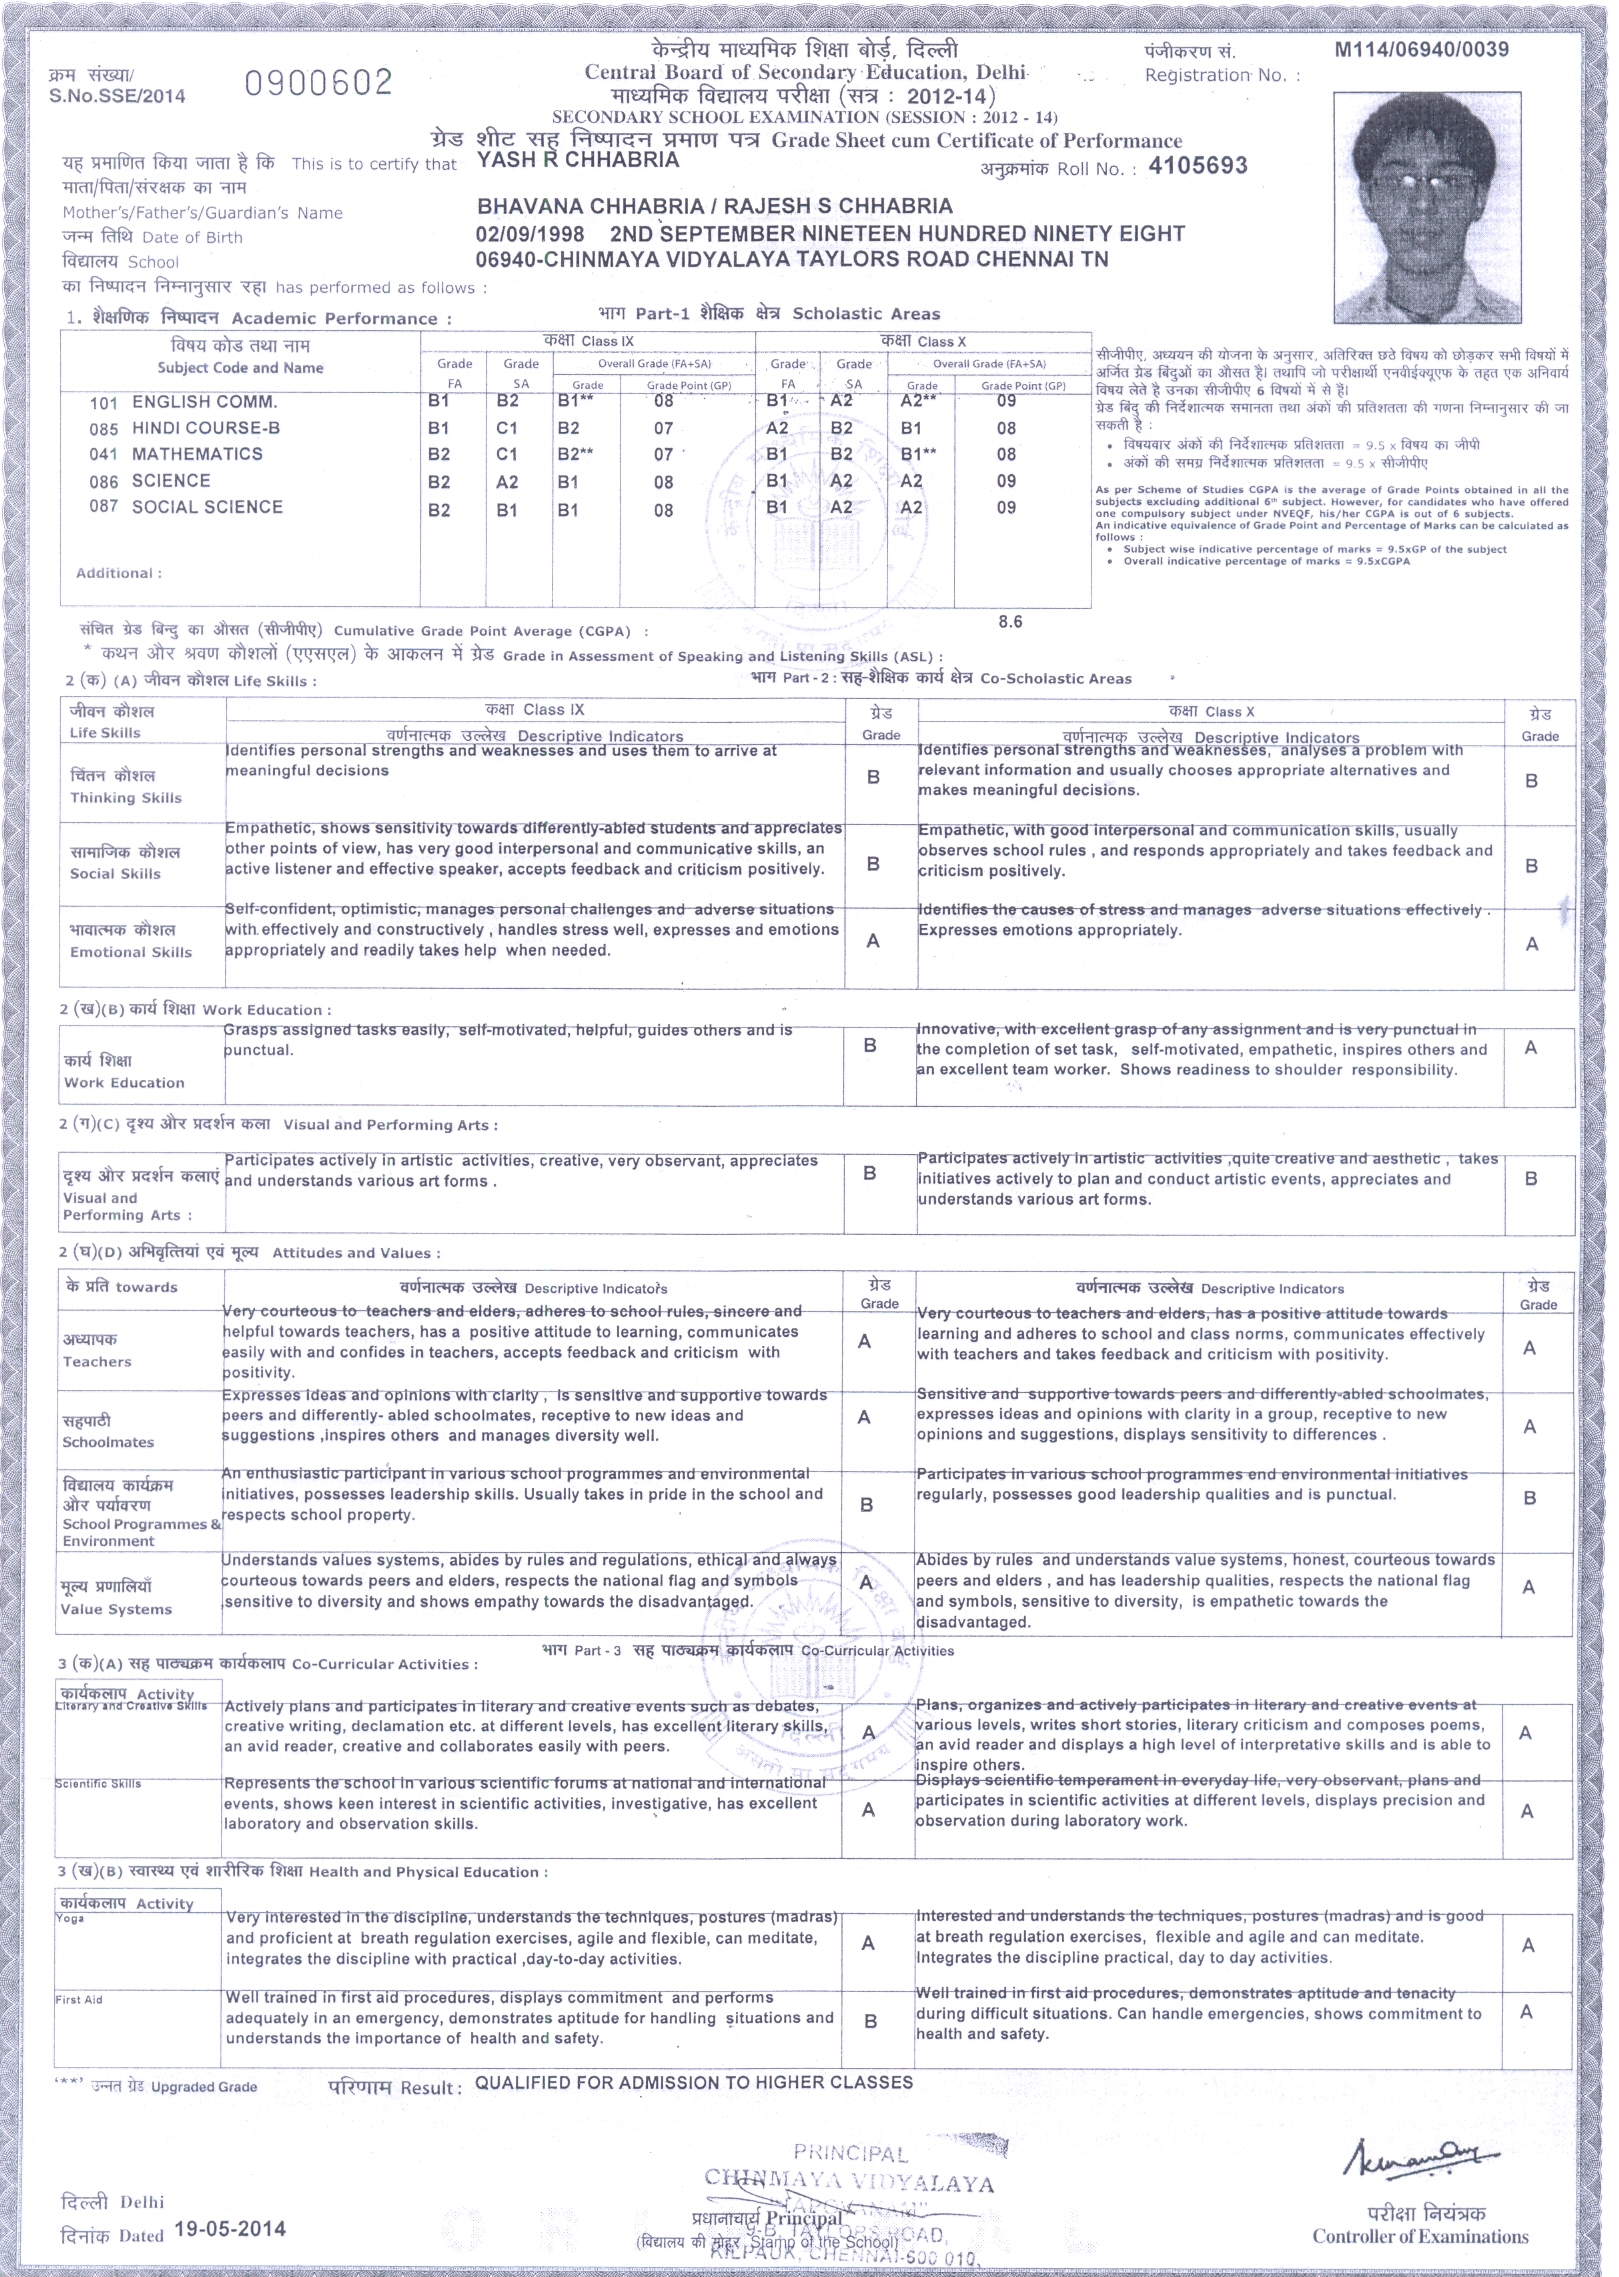 केन्द्रीय माध्यमिक शिक्षा बोर्ड, दिल्ली
पंजीकरण सं. M114/06940/0039
क्रम संख्या/
S.No.SSE/2014 0900602
Central Board of Secondary Education, Delhi
Registration No. :
माध्यमिक विद्यालय परीक्षा (सत्र : 2012-14)
SECONDARY SCHOOL EXAMINATION (SESSION : 2012 - 14)
ग्रेड शीट सह निष्पादन प्रमाण पत्र Grade Sheet cum Certificate of Performance
यह प्रमाणित किया जाता है कि This is to certify that YASH R CHHABRIA
अनुक्रमांक Roll No. : 4105693
माता/पिता/संरक्षक का नाम
Mother's/Father's/Guardian's Name BHAVANA CHHABRIA / RAJESH S CHHABRIA
जन्म तिथि Date of Birth 02/09/1998 2ND SEPTEMBER NINETEEN HUNDRED NINETY EIGHT
विद्यालय School 06940-CHINMAYA VIDYALAYA TAYLORS ROAD CHENNAI TN
का निष्पादन निम्नानुसार रहा has performed as follows :
1. शैक्षणिक निष्पादन Academic Performance : भाग Part-1 शैक्षिक क्षेत्र Scholastic Areas
विषय कोड तथा नाम
Subject Code and Name
कक्षा Class IX कक्षा Class X
Grade Grade Overall Grade (FA+SA) Grade Grade Overall Grade (FA+SA)
FA SA Grade Grade Point (GP) FA SA Grade Grade Point (GP)
101 ENGLISH COMM. B1 B2 B1** 08 B1 A2 A2** 09
085 HINDI COURSE-B B1 C1 B2 07 A2 B2 B1 08
041 MATHEMATICS B2 C1 B2** 07 B1 B2 B1** 08
086 SCIENCE B2 A2 B1 08 B1 A2 A2 09
087 SOCIAL SCIENCE B2 B1 B1 08 B1 A2 A2 09
Additional :
सीजीपीए, अध्ययन की योजना के अनुसार, अतिरिक्त छठे विषय को छोड़कर सभी विषयों में
अर्जित ग्रेड बिंदुओं का औसत है। तथापि जो परीक्षार्थी एनवीईक्यूएफ के तहत एक अनिवार्य
विषय लेते है उनका सीजीपीए 6 विषयों में से हैं।
ग्रेड बिंदु की निर्देशात्मक समानता तथा अंकों की प्रतिशतता की गणना निम्नानुसार की जा
सकती है :
• विषयवार अंकों की निर्देशात्मक प्रतिशतता = 9.5 x विषय का जीपी
• अंकों की समग्र निर्देशात्मक प्रतिशतता = 9.5 x सीजीपीए
As per Scheme of Studies CGPA is the average of Grade Points obtained in all the
subjects excluding additional 6th subject. However, for candidates who have offered
one compulsory subject under NVEQF, his/her CGPA is out of 6 subjects.
An indicative equivalence of Grade Point and Percentage of Marks can be calculated as
follows :
• Subject wise indicative percentage of marks = 9.5xGP of the subject
• Overall indicative percentage of marks = 9.5xCGPA
संचित ग्रेड बिन्दु का औसत (सीजीपीए) Cumulative Grade Point Average (CGPA) : 8.6
* कथन और श्रवण कौशलों (एएसएल) के आकलन में ग्रेड Grade in Assessment of Speaking and Listening Skills (ASL) :
2 (क) (A) जीवन कौशल Life Skills : भाग Part - 2 : सह-शैक्षिक कार्य क्षेत्र Co-Scholastic Areas
जीवन कौशल
Life Skills
कक्षा Class IX
वर्णनात्मक उल्लेख Descriptive Indicators
ग्रेड
Grade
कक्षा Class X
वर्णनात्मक उल्लेख Descriptive Indicators
ग्रेड
Grade
चिंतन कौशल
Thinking Skills
Identifies personal strengths and weaknesses and uses them to arrive at
meaningful decisions
B
Identifies personal strengths and weaknesses, analyses a problem with
relevant information and usually chooses appropriate alternatives and
makes meaningful decisions.
B
सामाजिक कौशल
Social Skills
Empathetic, shows sensitivity towards differently-abled students and appreciates
other points of view, has very good interpersonal and communicative skills, an
active listener and effective speaker, accepts feedback and criticism positively.
B
Empathetic, with good interpersonal and communication skills, usually
observes school rules , and responds appropriately and takes feedback and
criticism positively.
B
भावात्मक कौशल
Emotional Skills
Self-confident, optimistic, manages personal challenges and adverse situations
with effectively and constructively , handles stress well, expresses and emotions
appropriately and readily takes help when needed.
A
Identifies the causes of stress and manages adverse situations effectively .
Expresses emotions appropriately.
A
2 (ख)(B) कार्य शिक्षा Work Education :
कार्य शिक्षा
Work Education
Grasps assigned tasks easily, self-motivated, helpful, guides others and is
punctual.
B
Innovative, with excellent grasp of any assignment and is very punctual in
the completion of set task, self-motivated, empathetic, inspires others and
an excellent team worker. Shows readiness to shoulder responsibility.
A
2 (ग)(C) दृश्य और प्रदर्शन कला Visual and Performing Arts :
दृश्य और प्रदर्शन कलाएं
Visual and
Performing Arts :
Participates actively in artistic activities, creative, very observant, appreciates
and understands various art forms .
B
Participates actively in artistic activities ,quite creative and aesthetic , takes
initiatives actively to plan and conduct artistic events, appreciates and
understands various art forms.
B
2 (घ)(D) अभिवृत्तियां एवं मूल्य Attitudes and Values :
के प्रति towards
वर्णनात्मक उल्लेख Descriptive Indicators
ग्रेड
Grade
वर्णनात्मक उल्लेख Descriptive Indicators
ग्रेड
Grade
अध्यापक
Teachers
Very courteous to teachers and elders, adheres to school rules, sincere and
helpful towards teachers, has a positive attitude to learning, communicates
easily with and confides in teachers, accepts feedback and criticism with
positivity.
A
Very courteous to teachers and elders, has a positive attitude towards
learning and adheres to school and class norms, communicates effectively
with teachers and takes feedback and criticism with positivity.
A
सहपाठी
Schoolmates
Expresses ideas and opinions with clarity , is sensitive and supportive towards
peers and differently- abled schoolmates, receptive to new ideas and
suggestions ,inspires others and manages diversity well.
A
Sensitive and supportive towards peers and differently-abled schoolmates,
expresses ideas and opinions with clarity in a group, receptive to new
opinions and suggestions, displays sensitivity to differences .
A
विद्यालय कार्यक्रम
और पर्यावरण
School Programmes &
Environment
An enthusiastic participant in various school programmes and environmental
initiatives, possesses leadership skills. Usually takes in pride in the school and
respects school property.
B
Participates in various school programmes end environmental initiatives
regularly, possesses good leadership qualities and is punctual.
B
मूल्य प्रणालियाँ
Value Systems
Understands values systems, abides by rules and regulations, ethical and always
courteous towards peers and elders, respects the national flag and symbols
,sensitive to diversity and shows empathy towards the disadvantaged.
A
Abides by rules and understands value systems, honest, courteous towards
peers and elders , and has leadership qualities, respects the national flag
and symbols, sensitive to diversity, is empathetic towards the
disadvantaged.
A
भाग Part - 3 सह पाठ्यक्रम कार्यकलाप Co-Curricular Activities
3 (क)(A) सह पाठ्यक्रम कार्यकलाप Co-Curricular Activities :
कार्यकलाप Activity
Literary and Creative Skills
Actively plans and participates in literary and creative events such as debates,
creative writing, declamation etc. at different levels, has excellent literary skills,
an avid reader, creative and collaborates easily with peers.
A
Plans, organizes and actively participates in literary and creative events at
various levels, writes short stories, literary criticism and composes poems,
an avid reader and displays a high level of interpretative skills and is able to
inspire others.
A
Scientific Skills
Represents the school in various scientific forums at national and international
events, shows keen interest in scientific activities, investigative, has excellent
laboratory and observation skills.
A
Displays scientific temperament in everyday life, very observant, plans and
participates in scientific activities at different levels, displays precision and
observation during laboratory work.
A
3 (ख)(B) स्वास्थ्य एवं शारीरिक शिक्षा Health and Physical Education :
कार्यकलाप Activity
Yoga
Very interested in the discipline, understands the techniques, postures (madras)
and proficient at breath regulation exercises, agile and flexible, can meditate,
integrates the discipline with practical ,day-to-day activities.
A
Interested and understands the techniques, postures (madras) and is good
at breath regulation exercises, flexible and agile and can meditate.
Integrates the discipline practical, day to day activities.
A
First Aid
Well trained in first aid procedures, displays commitment and performs
adequately in an emergency, demonstrates aptitude for handling situations and
understands the importance of health and safety.
B
Well trained in first aid procedures, demonstrates aptitude and tenacity
during difficult situations. Can handle emergencies, shows commitment to
health and safety.
A
'**' उन्नत ग्रेड Upgraded Grade परिणाम Result : QUALIFIED FOR ADMISSION TO HIGHER CLASSES
PRINCIPAL
CHINMAYA VIDYALAYA
"TAPOVANAM"
9-B, TAYLORS ROAD,
KILPAUK, CHENNAI-600 010.
दिल्ली Delhi
दिनांक Dated 19-05-2014
प्रधानाचार्य Principal
(विद्यालय की मोहर Stamp of the School)
परीक्षा नियंत्रक
Controller of Examinations